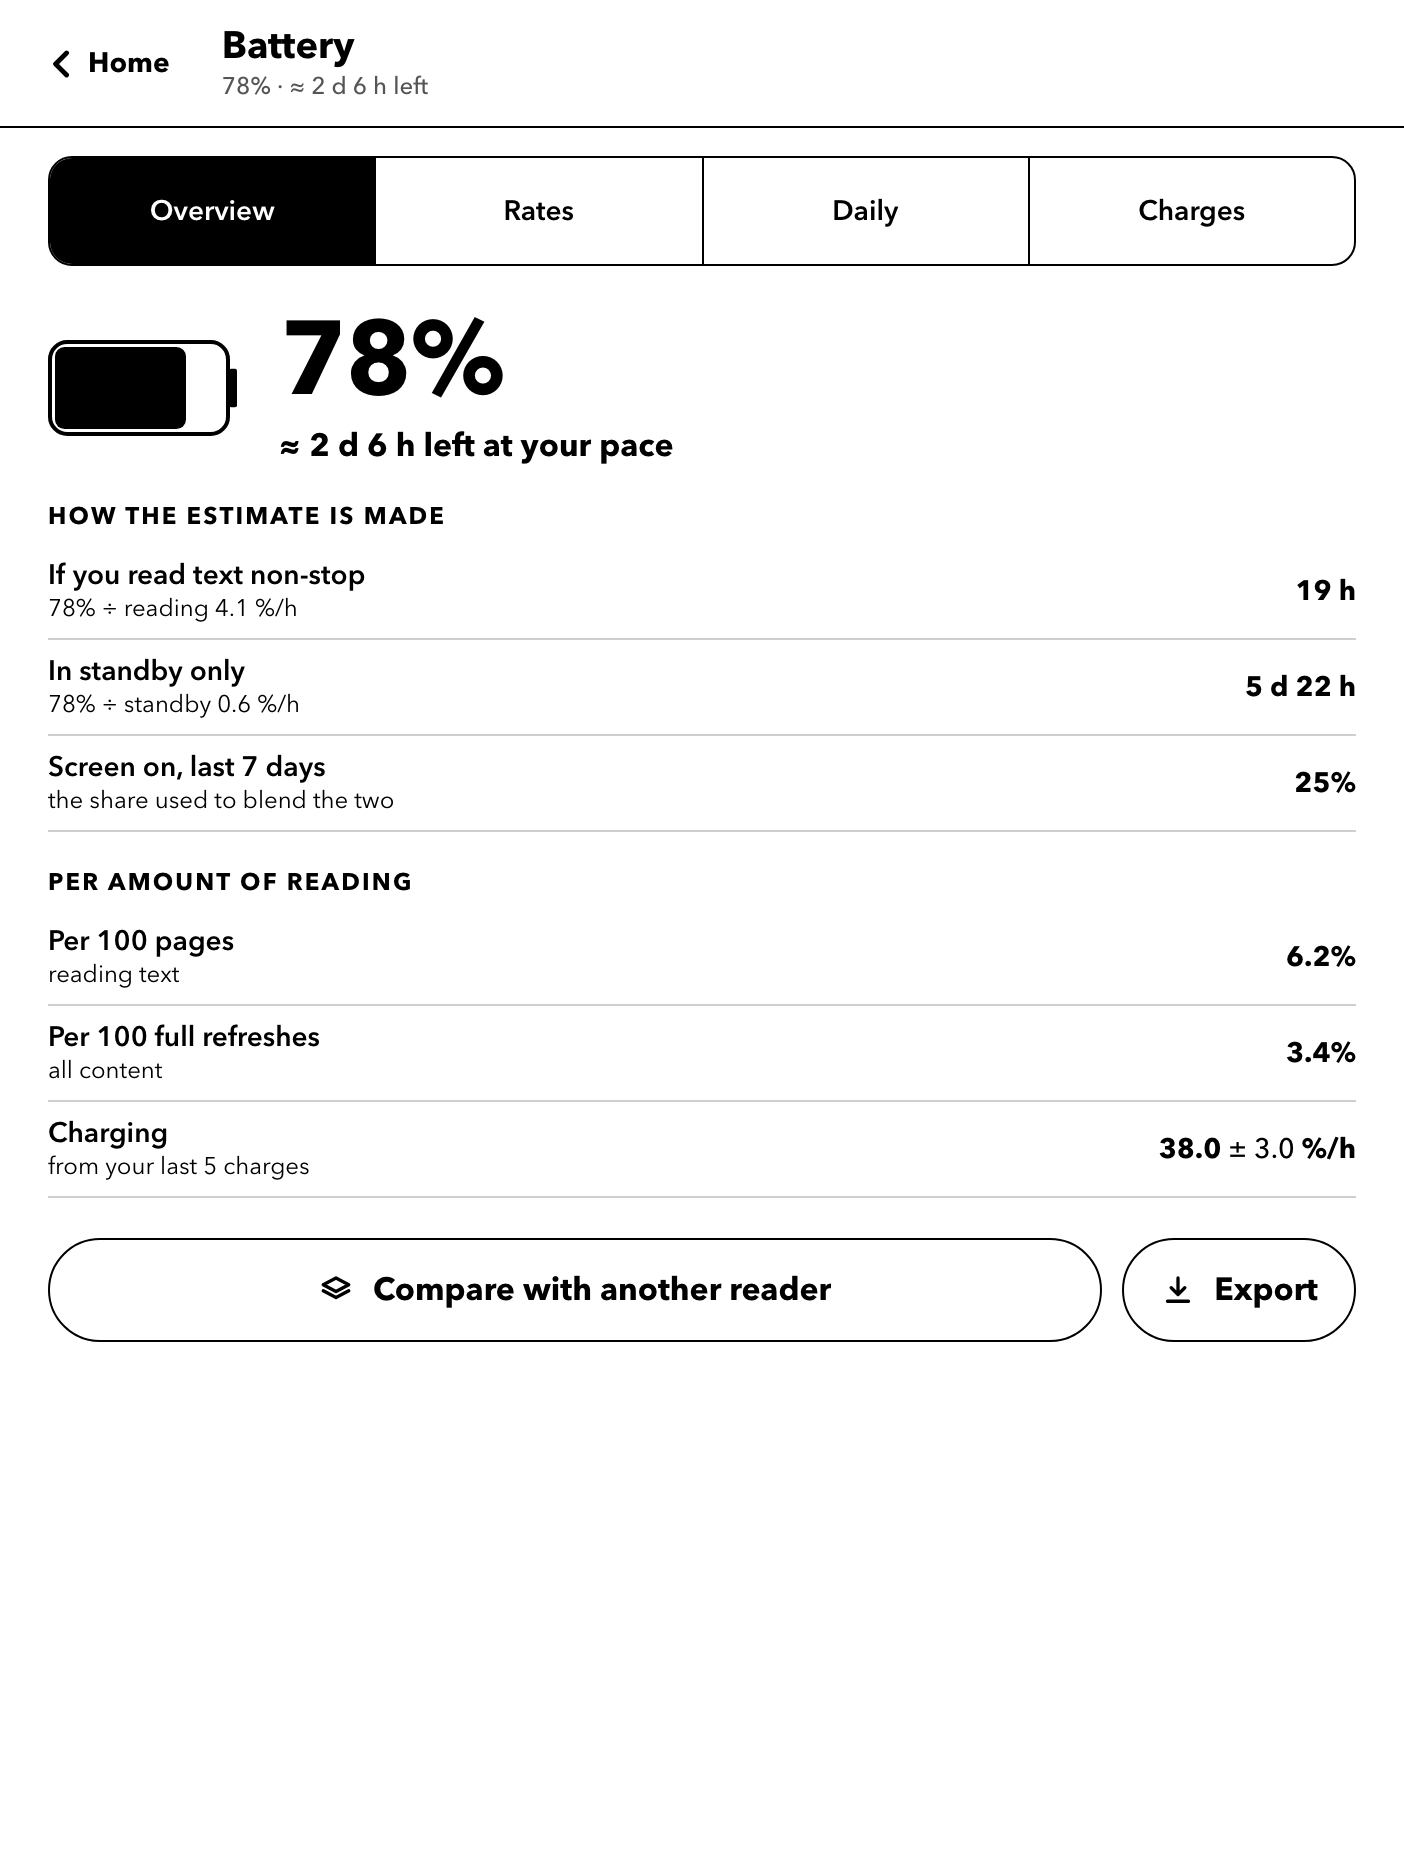 Home
Battery
78% · ≈ 2 d 6 h left
Overview
Rates
Daily
Charges
78%
≈ 2 d 6 h left at your pace
HOW THE ESTIMATE IS MADE
If you read text non-stop
78% ÷ reading 4.1 %/h
19 h
In standby only
78% ÷ standby 0.6 %/h
5 d 22 h
Screen on, last 7 days
the share used to blend the two
25%
PER AMOUNT OF READING
Per 100 pages
reading text
6.2%
Per 100 full refreshes
all content
3.4%
Charging
from your last 5 charges
38.0 ± 3.0 %/h
Compare with another reader
Export